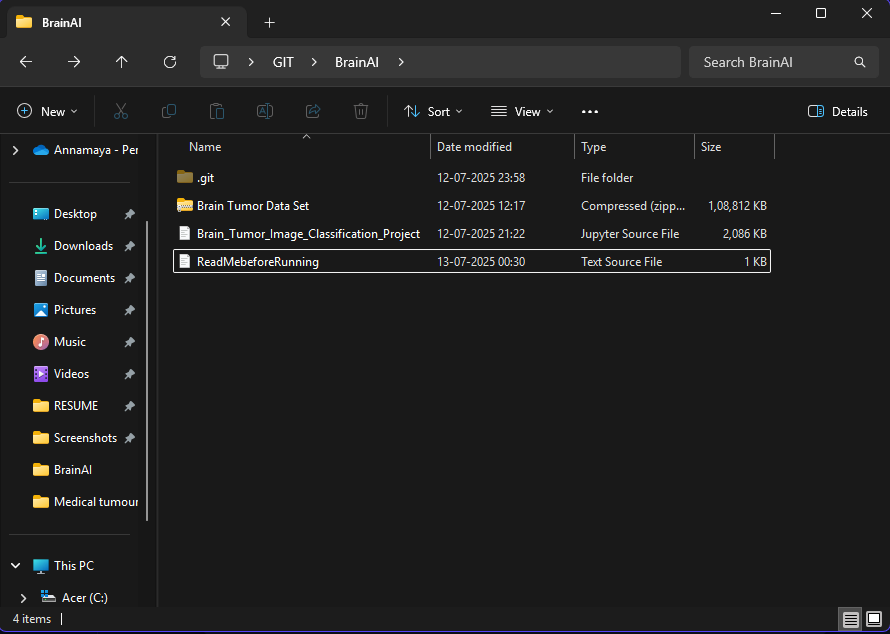 BrainAI
GIT > BrainAI >
Search BrainAI
New
Sort
View
Details
Annamaya - Per
Desktop
Downloads
Documents
Pictures
Music
Videos
RESUME
Screenshots
BrainAI
Medical tumour
This PC
Acer (C:)
Name Date modified Type Size
.git 12-07-2025 23:58 File folder
Brain Tumor Data Set 12-07-2025 12:17 Compressed (zipp... 1,08,812 KB
Brain_Tumor_Image_Classification_Project 12-07-2025 21:22 Jupyter Source File 2,086 KB
ReadMebeforeRunning 13-07-2025 00:30 Text Source File 1 KB
4 items